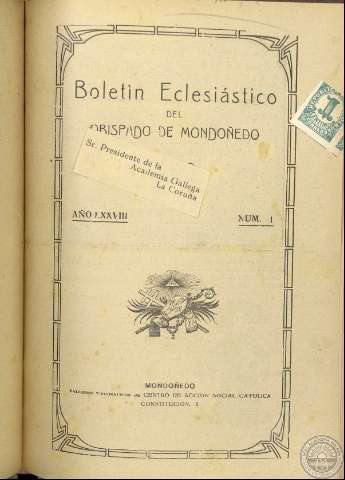 Boletin Eclesiástico
DEL
OBISPADO DE MONDOÑEDO
Sr. Presidente de la
Academia Gallega
La Coruña
AÑO LXXVIII
NUM. 1
1
MONDOÑEDO
DE CENTRO DE ACCION SOCIAL CATOLICA
CONSTITUCION,